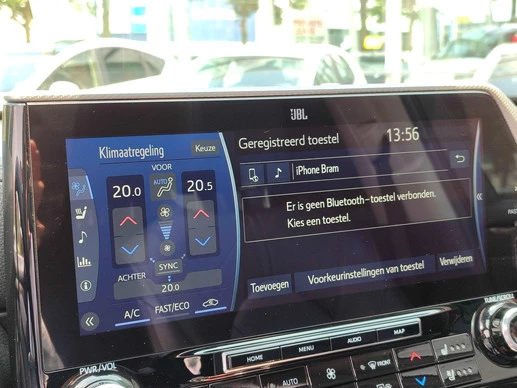 JBL
Klimaatregeling
Keuze
Geregistreerd toestel
13:56
VOOR
iPhone Bram
20.0
AUTO
20.5
Er is geen Bluetooth-toestel verbonden.
Kies een toestel.
SYNC
ACHTER
20.0
A/C
FAST/ECO
Toevoegen
Voorkeurinstellingen van toestel
Verwijderen
PWR/VOL
HOME
MENU
AUDIO
MAP
TUNE/SCROLL
AUTO
FRONT